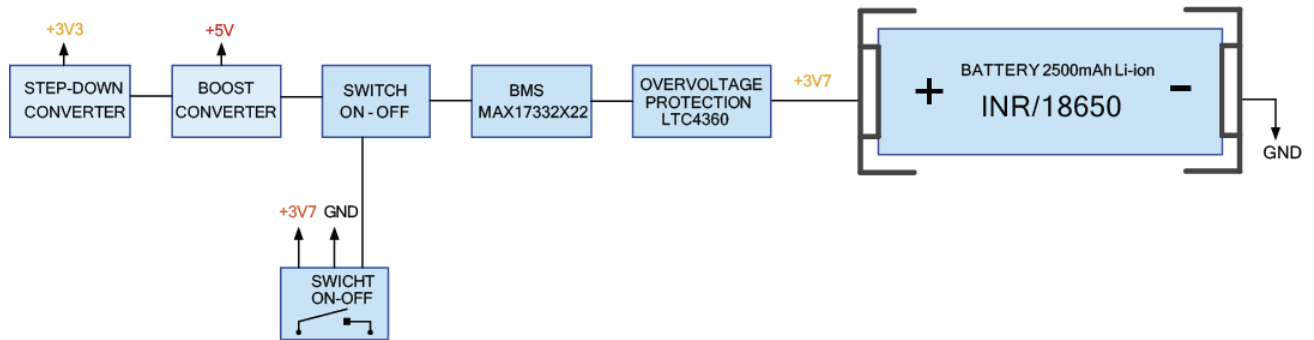 +3V3
+5V
STEP-DOWN
CONVERTER
BOOST
CONVERTER
SWITCH
ON - OFF
BMS
MAX17332X22
OVERVOLTAGE
PROTECTION
LTC4360
+3V7
+
BATTERY 2500mAh Li-ion
INR/18650
-
GND
+3V7
GND
SWICHT
ON-OFF